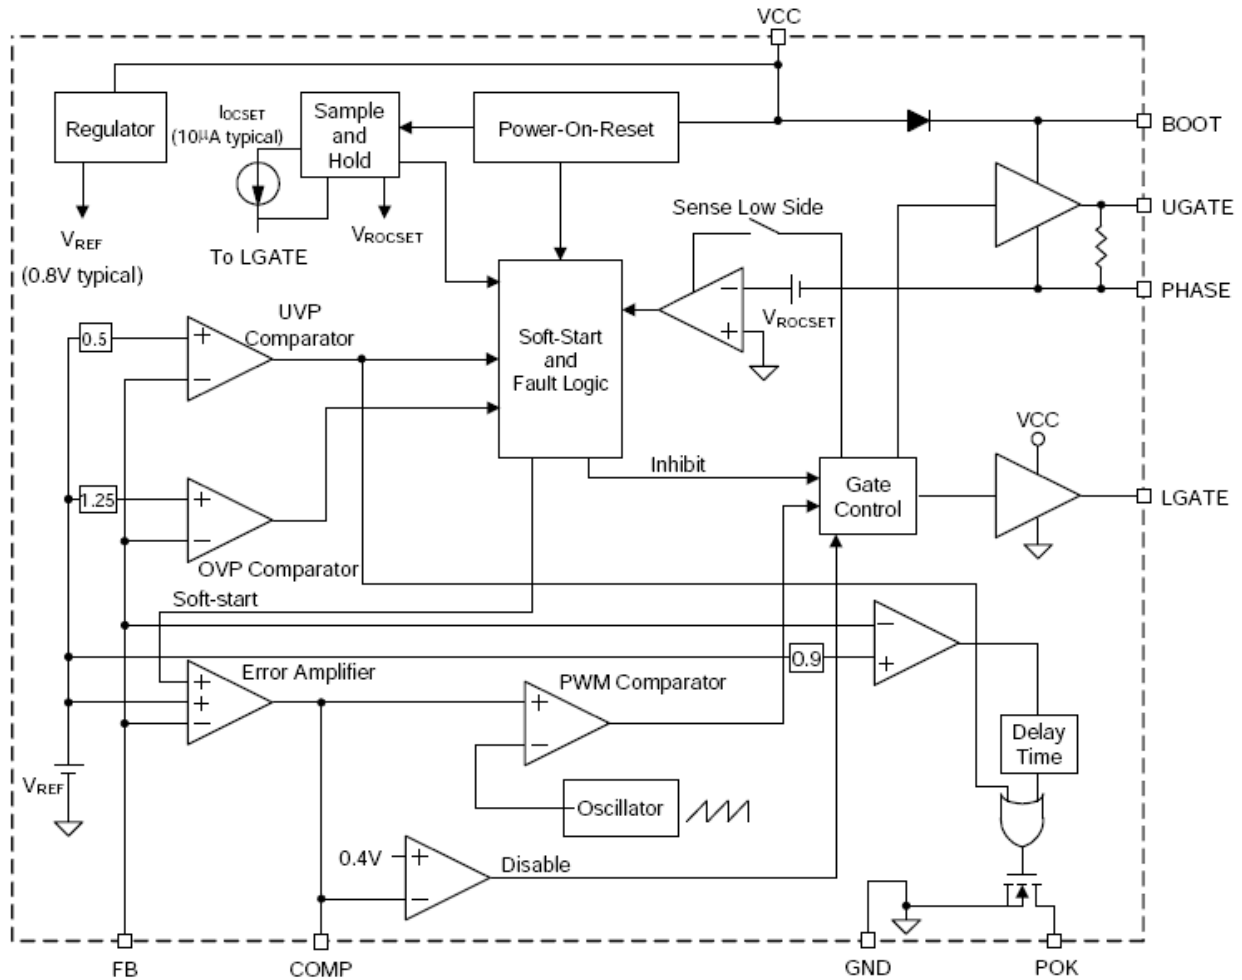 VCC
Regulator
IOCSET
(10µA typical)
Sample
and
Hold
Power-On-Reset
BOOT
UGATE
PHASE
Sense Low Side
VREF
(0.8V typical)
To LGATE
VROCSET
VROCSET
−
+
UVP
Comparator
0.5
+
−
Soft-Start
and
Fault Logic
VCC
Inhibit
Gate
Control
LGATE
1.25
+
−
OVP Comparator
Soft-start
−
+
0.9
Error Amplifier
+
+
−
PWM Comparator
+
−
Delay
Time
VREF
Oscillator
0.4V
+
−
Disable
FB
COMP
GND
POK